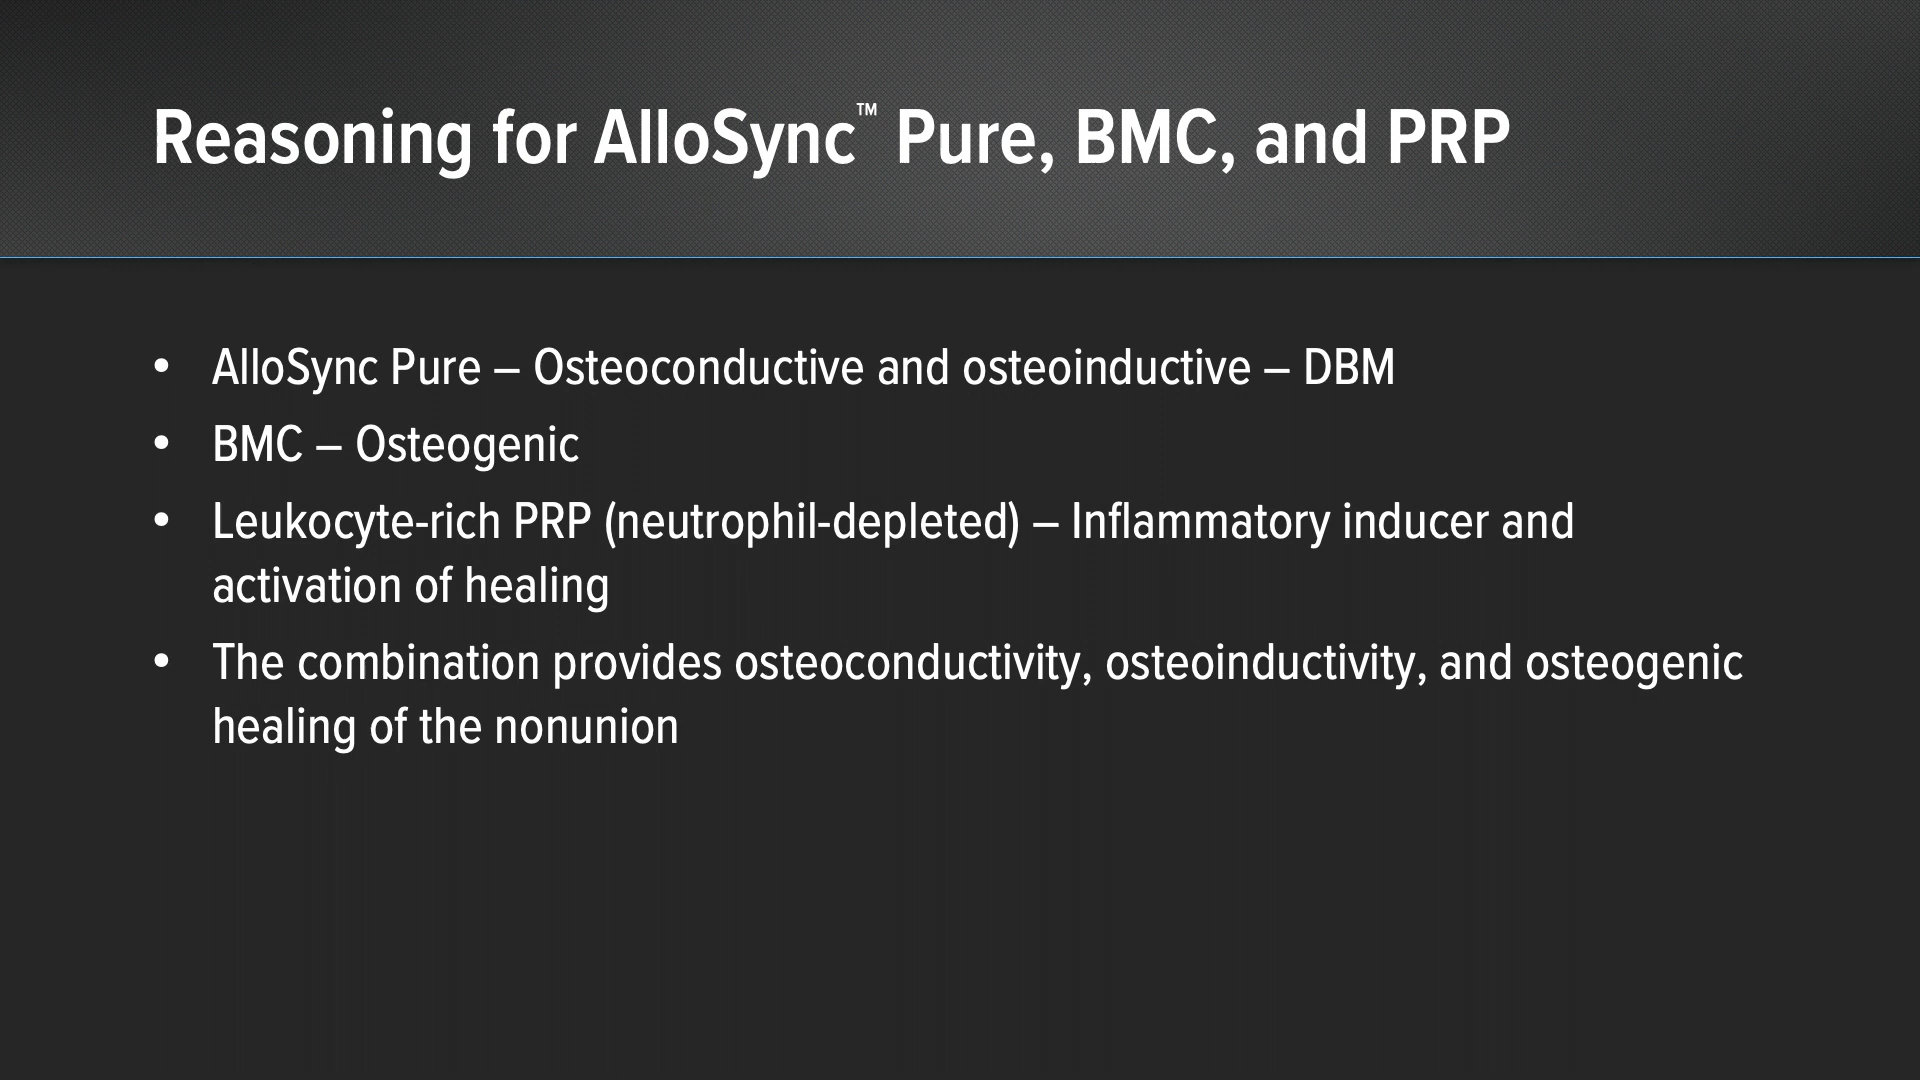 Reasoning for AlloSync™ Pure, BMC, and PRP
• AlloSync Pure – Osteoconductive and osteoinductive – DBM
• BMC – Osteogenic
• Leukocyte-rich PRP (neutrophil-depleted) – Inflammatory inducer and
activation of healing
• The combination provides osteoconductivity, osteoinductivity, and osteogenic
healing of the nonunion